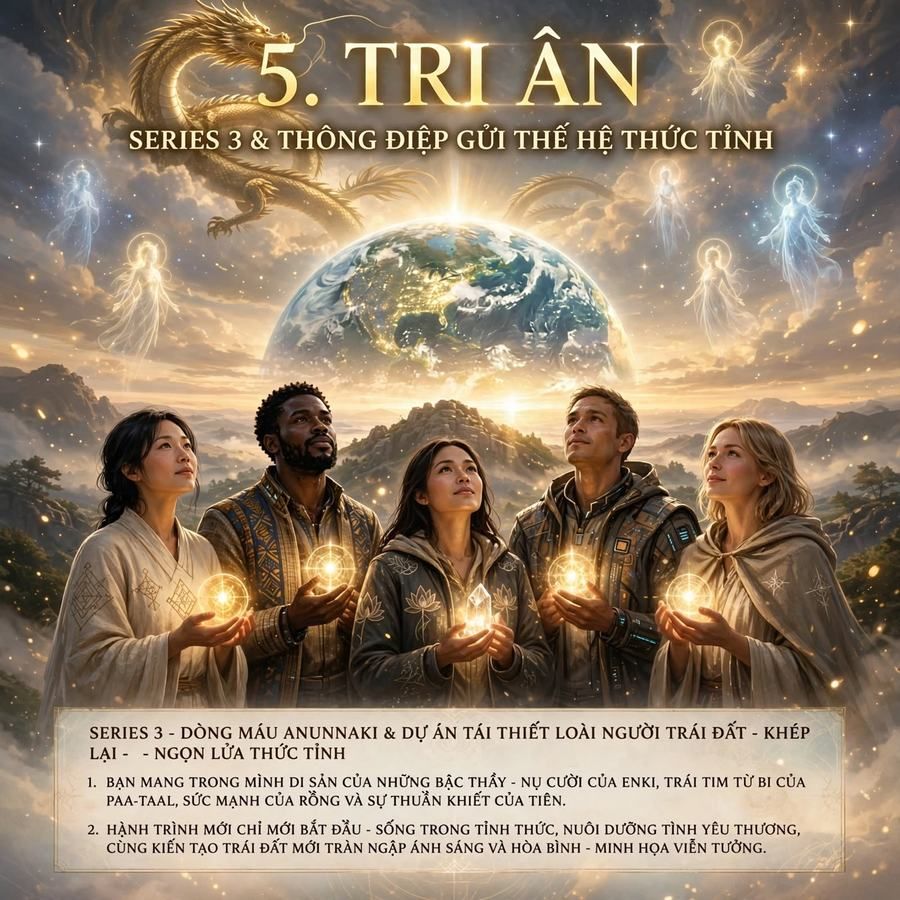 5. TRI ÂN
SERIES 3 & THÔNG ĐIỆP GỬI THẾ HỆ THỨC TỈNH
SERIES 3 - DÒNG MÁU ANUNNAKI & DỰ ÁN TÁI THIẾT LOÀI NGƯỜI TRÁI ĐẤT - KHÉP
LẠI - - NGỌN LỬA THỨC TỈNH
1. BẠN MANG TRONG MÌNH DI SẢN CỦA NHỮNG BẬC THẦY - NỤ CƯỜI CỦA ENKI, TRÁI TIM TỪ BI CỦA
PAA-TAAL, SỨC MẠNH CỦA RỒNG VÀ SỰ THUẦN KHIẾT CỦA TIÊN.
2. HÀNH TRÌNH MỚI CHỈ MỚI BẮT ĐẦU - SỐNG TRONG TỈNH THỨC, NUÔI DƯỠNG TÌNH YÊU THƯƠNG,
CÙNG KIẾN TẠO TRÁI ĐẤT MỚI TRÀN NGẬP ÁNH SÁNG VÀ HÒA BÌNH - MINH HỌA VIỄN TƯỞNG.